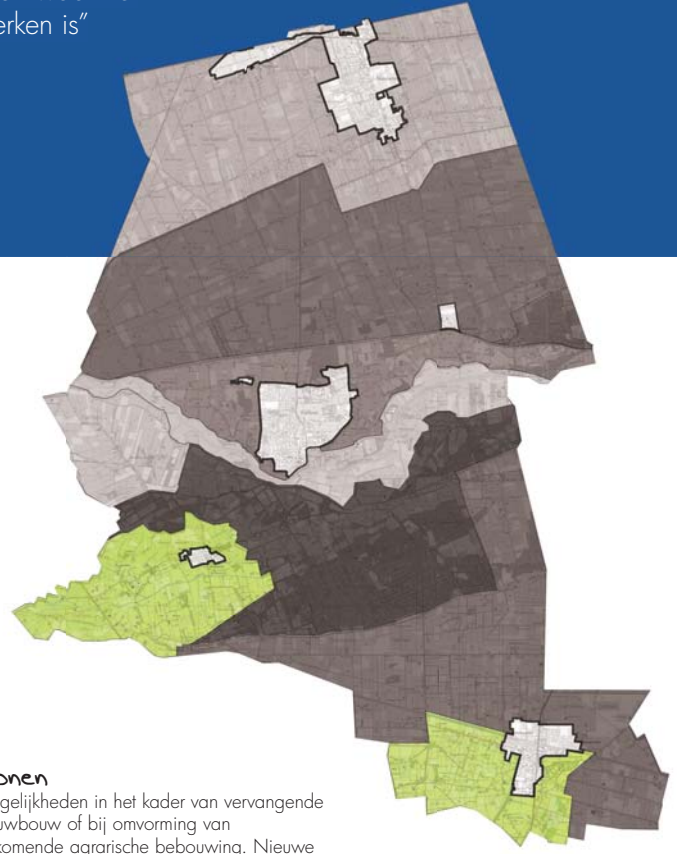 erken is”
onen
gelijkheden in het kader van vervangende
uwbouw of bij omvorming van
komende agrarische bebouwing. Nieuwe